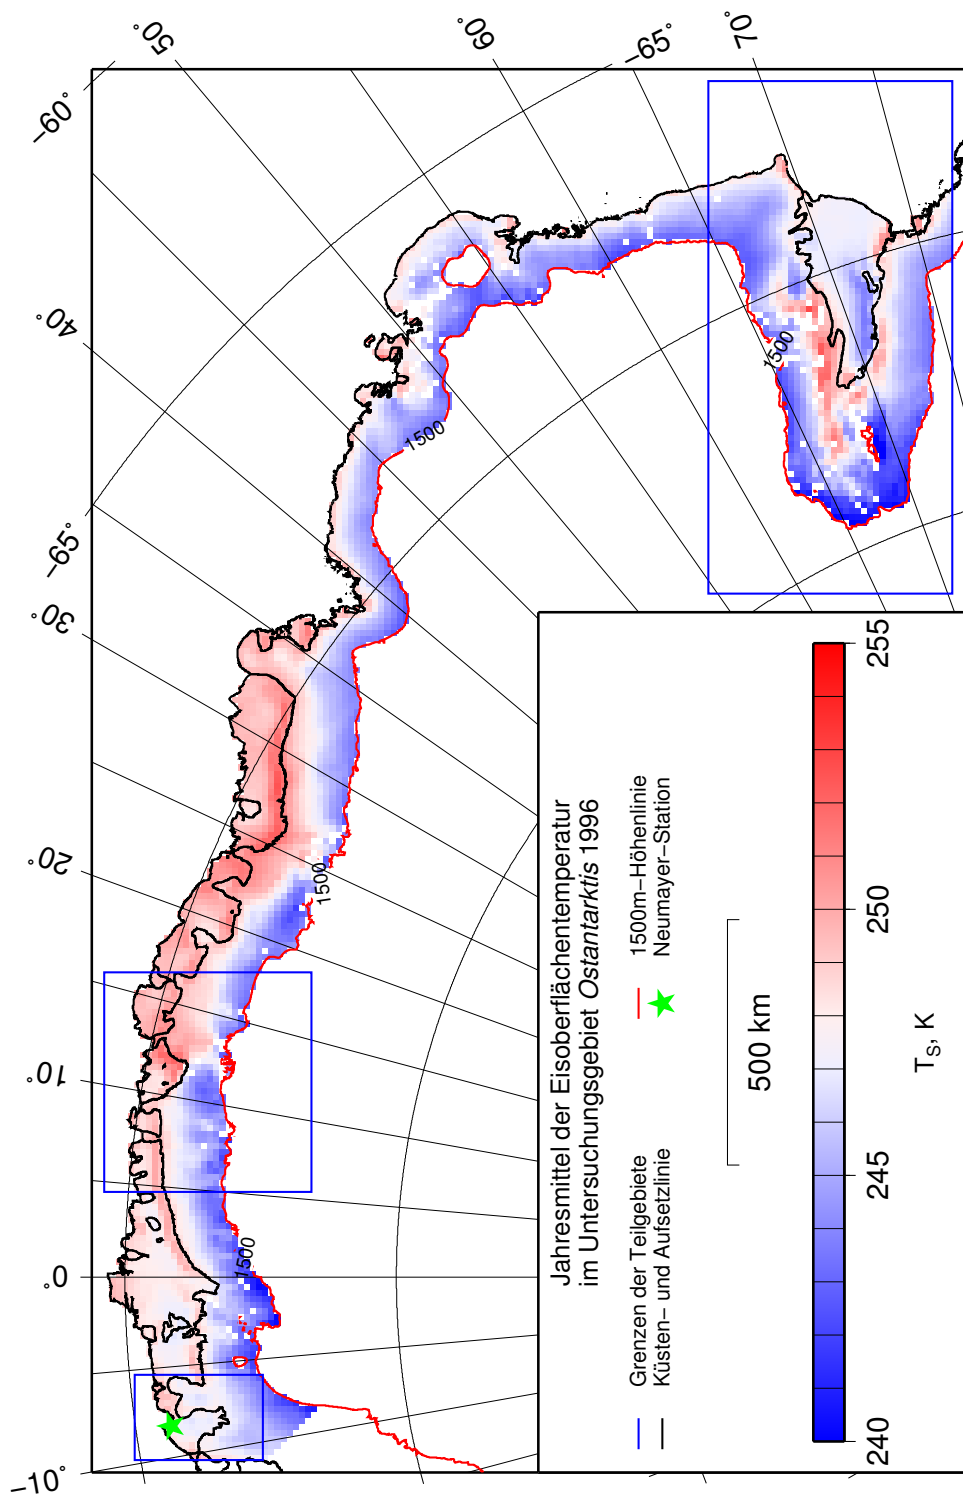 −10°
0°
10°
20°
30°
−65°
40°
−60°
50°
60°
−65°
70°
1500
1500
1500
1500
Jahresmittel der Eisoberflächentemperatur
im Untersuchungsgebiet Ostantarktis 1996
Grenzen der Teilgebiete
Küsten− und Aufsetzlinie
1500m−Höhenlinie
Neumayer−Station
500 km
240
245
250
255
T_S, K